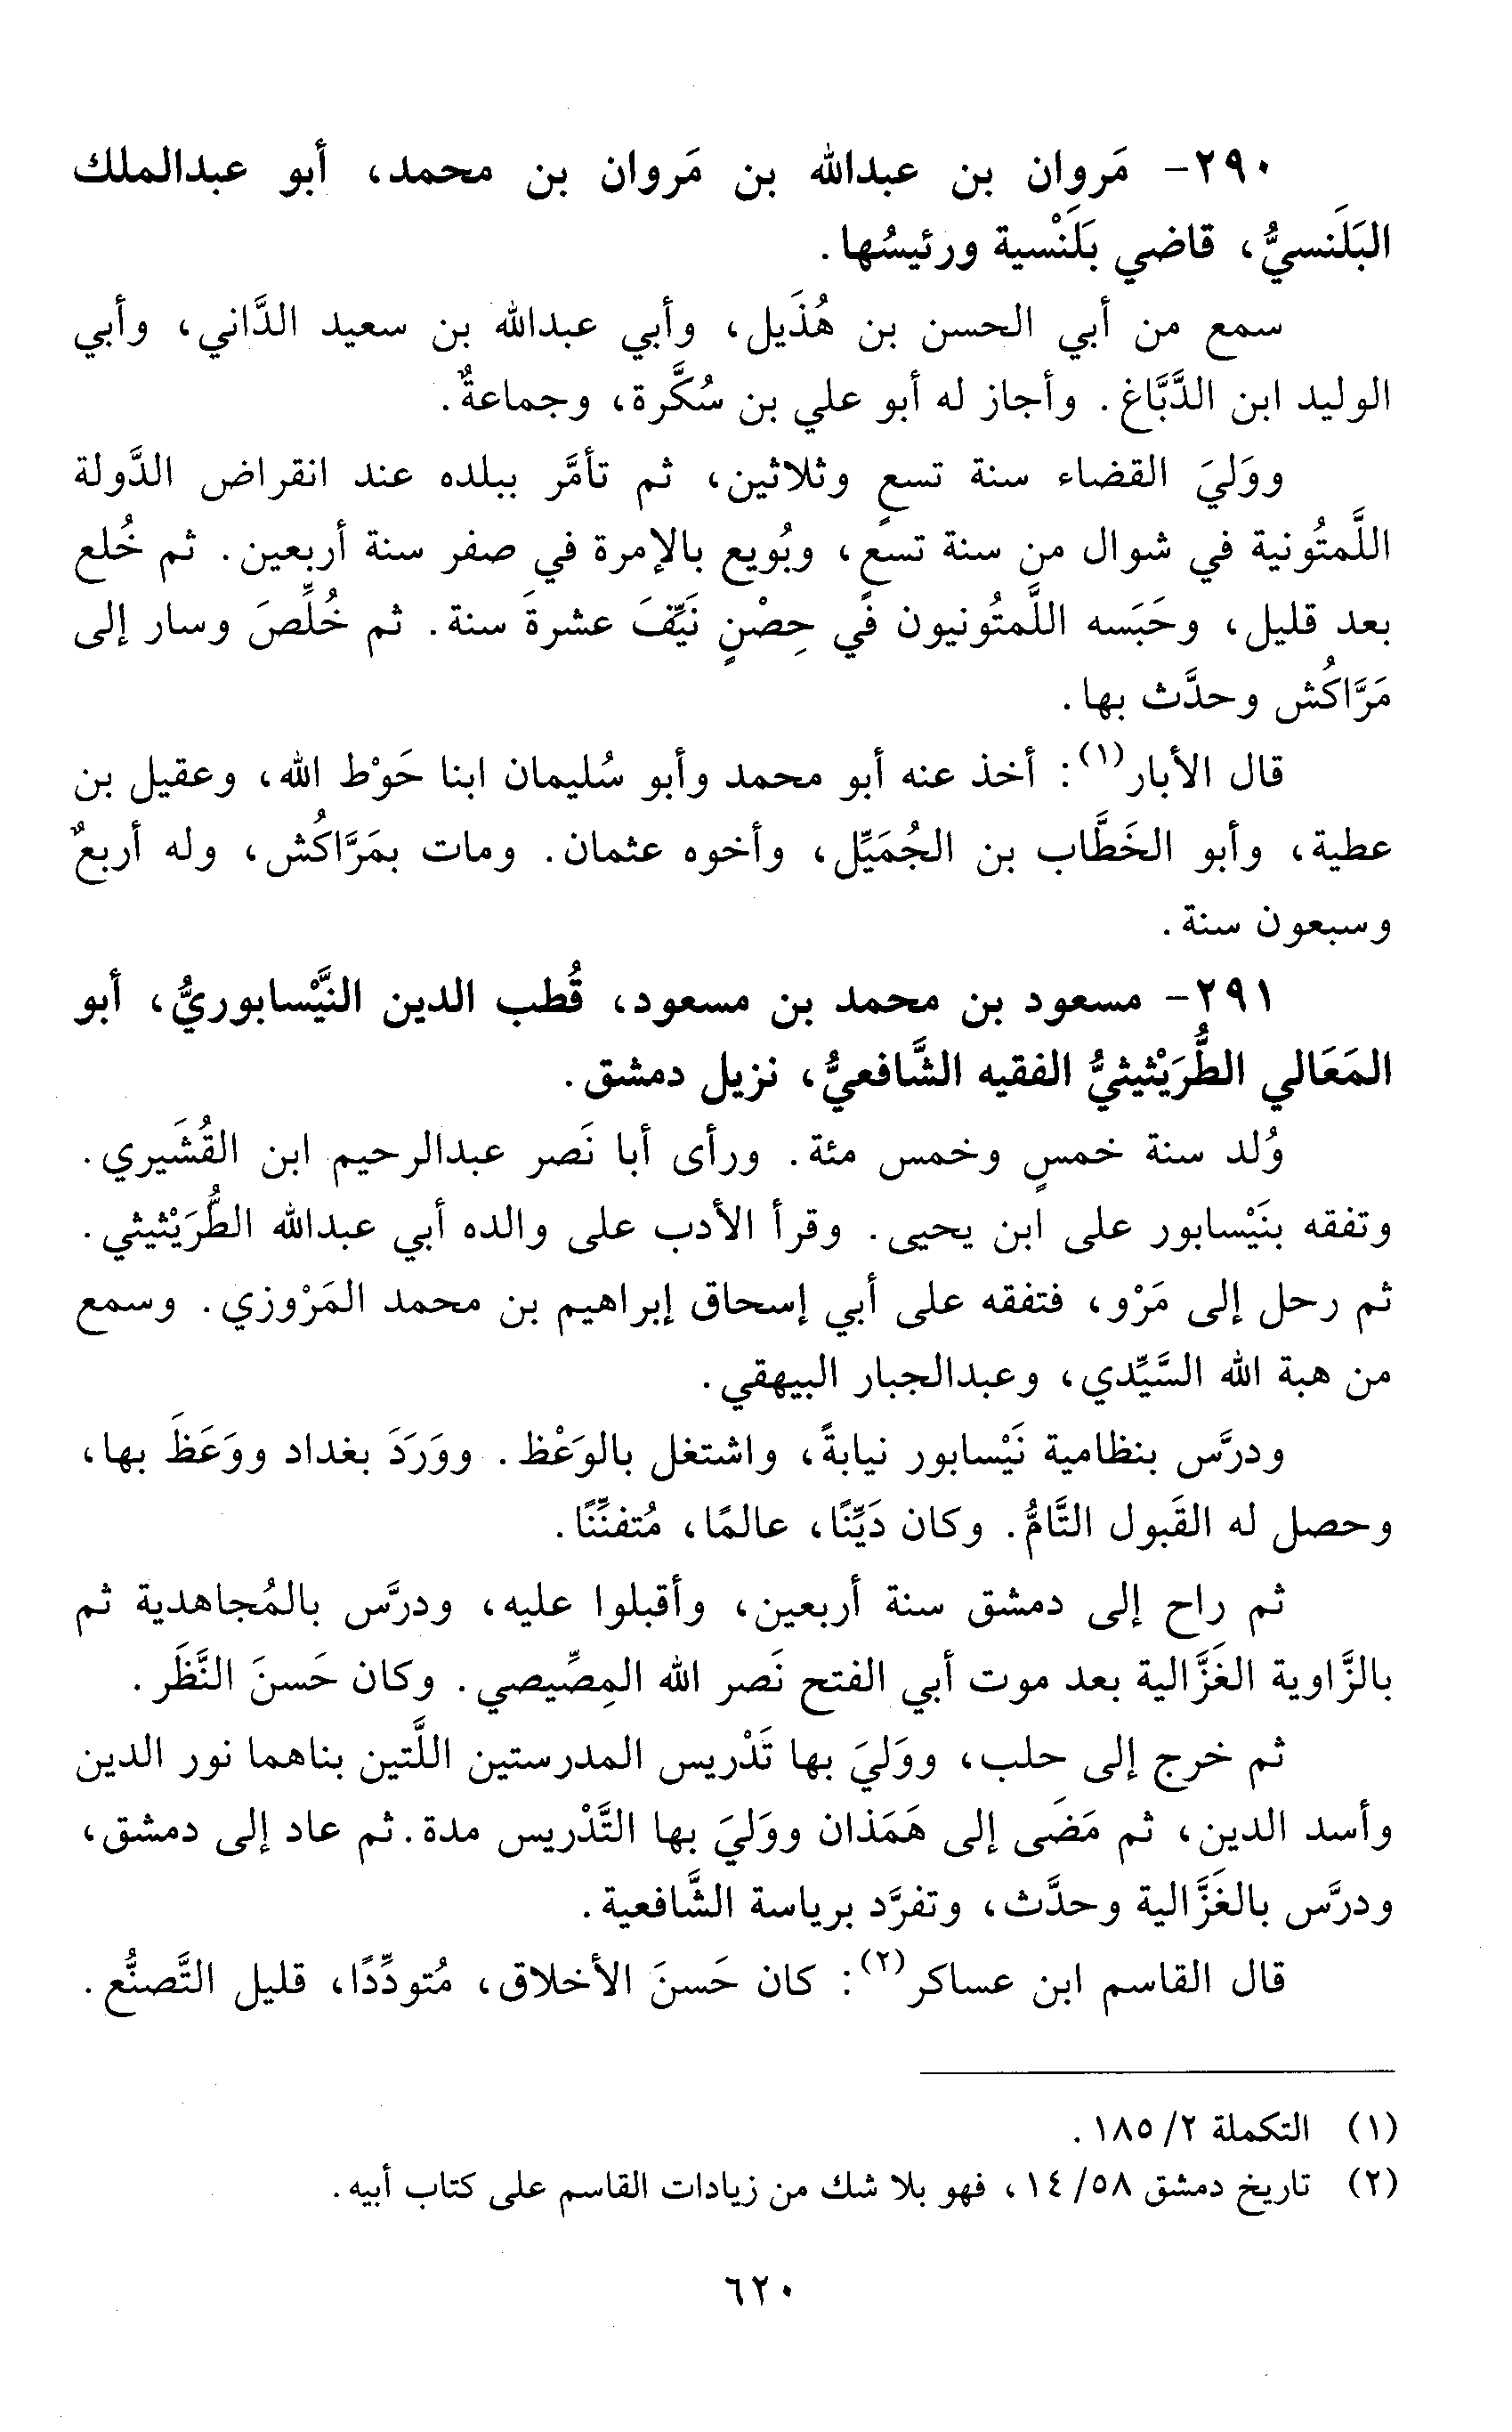 ٢٩٠- مَروان بن عبدالله بن مَروان بن محمد، أبو عبدالملك
البَلَنسيُّ، قاضي بَلَنْسية ورئيسُها.
سمع من أبي الحسن بن هُذَيل، وأبي عبدالله بن سعيد الدَّاني، وأبي
الوليد ابن الدَّبَّاغ. وأجاز له أبو علي بن سُكَّرة، وجماعةٌ.
ووَليَ القضاء سنة تسعٍ وثلاثين، ثم تأمَّر ببلده عند انقراض الدَّولة
اللَّمتُونية في شوال من سنة تسعٍ، وبُويع بالإمرة في صفر سنة أربعين. ثم خُلع
بعد قليل، وحَبَسه اللَّمتُونيون في حِصْنٍ نَيِّفَ عشرةَ سنة. ثم خُلِّصَ وسار إلى
مَرَّاكُش وحدَّث بها.
قال الأبار(١): أخذ عنه أبو محمد وأبو سُليمان ابنا حَوْط الله، وعقيل بن
عطية، وأبو الخَطَّاب بن الجُمَيِّل، وأخوه عثمان. ومات بمَرَّاكُش، وله أربعٌ
وسبعون سنة.
٢٩١- مسعود بن محمد بن مسعود، قُطب الدين النَّيْسابوريُّ، أبو
المَعَالي الطُّرَيْثيثيُّ الفقيه الشَّافعيُّ، نزيل دمشق.
وُلد سنة خمسٍ وخمس مئة. ورأى أبا نَصر عبدالرحيم ابن القُشَيري.
وتفقه بنَيْسابور على ابن يحيى. وقرأ الأدب على والده أبي عبدالله الطُّرَيْثيثي.
ثم رحل إلى مَرْو، فتفقه على أبي إسحاق إبراهيم بن محمد المَرْوزي. وسمع
من هبة الله السَّيِّدي، وعبدالجبار البيهقي.
ودرَّس بنظامية نَيْسابور نيابةً، واشتغل بالوَعْظ. ووَرَدَ بغداد ووَعَظَ بها،
وحصل له القَبول التَّامُّ. وكان دَيِّنًا، عالمًا، مُتفنِّنًا.
ثم راح إلى دمشق سنة أربعين، وأقبلوا عليه، ودرَّس بالمُجاهدية ثم
بالزَّاوية الغَزَّالية بعد موت أبي الفتح نَصر الله المِصِّيصي. وكان حَسنَ النَّظَر.
ثم خرج إلى حلب، ووَليَ بها تَدْريس المدرستين اللَّتين بناهما نور الدين
وأسد الدين، ثم مَضَى إلى هَمَذان ووَليَ بها التَّدْريس مدة. ثم عاد إلى دمشق،
ودرَّس بالغَزَّالية وحدَّث، وتفرَّد برياسة الشَّافعية.
قال القاسم ابن عساكر(٢): كان حَسنَ الأخلاق، مُتودِّدًا، قليل التَّصنُّع.
(١) التكملة ٢/ ١٨٥.
(٢) تاريخ دمشق ٥٨/ ١٤، فهو بلا شك من زيادات القاسم على كتاب أبيه.
٦٢٠